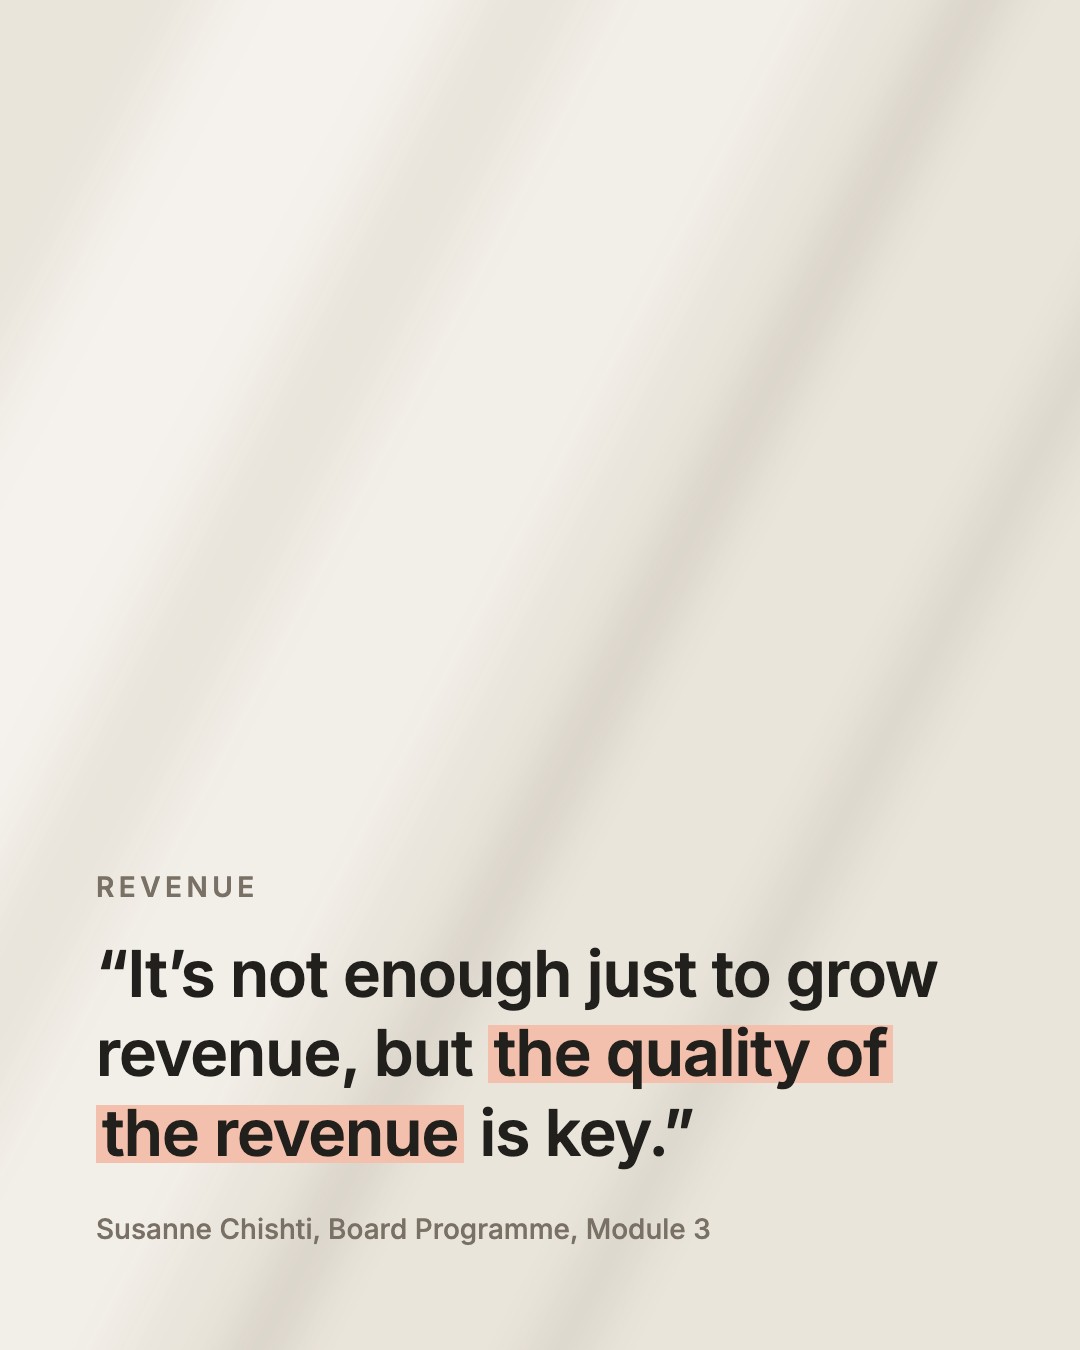 REVENUE
“It’s not enough just to grow
revenue, but the quality of
the revenue is key.”
Susanne Chishti, Board Programme, Module 3